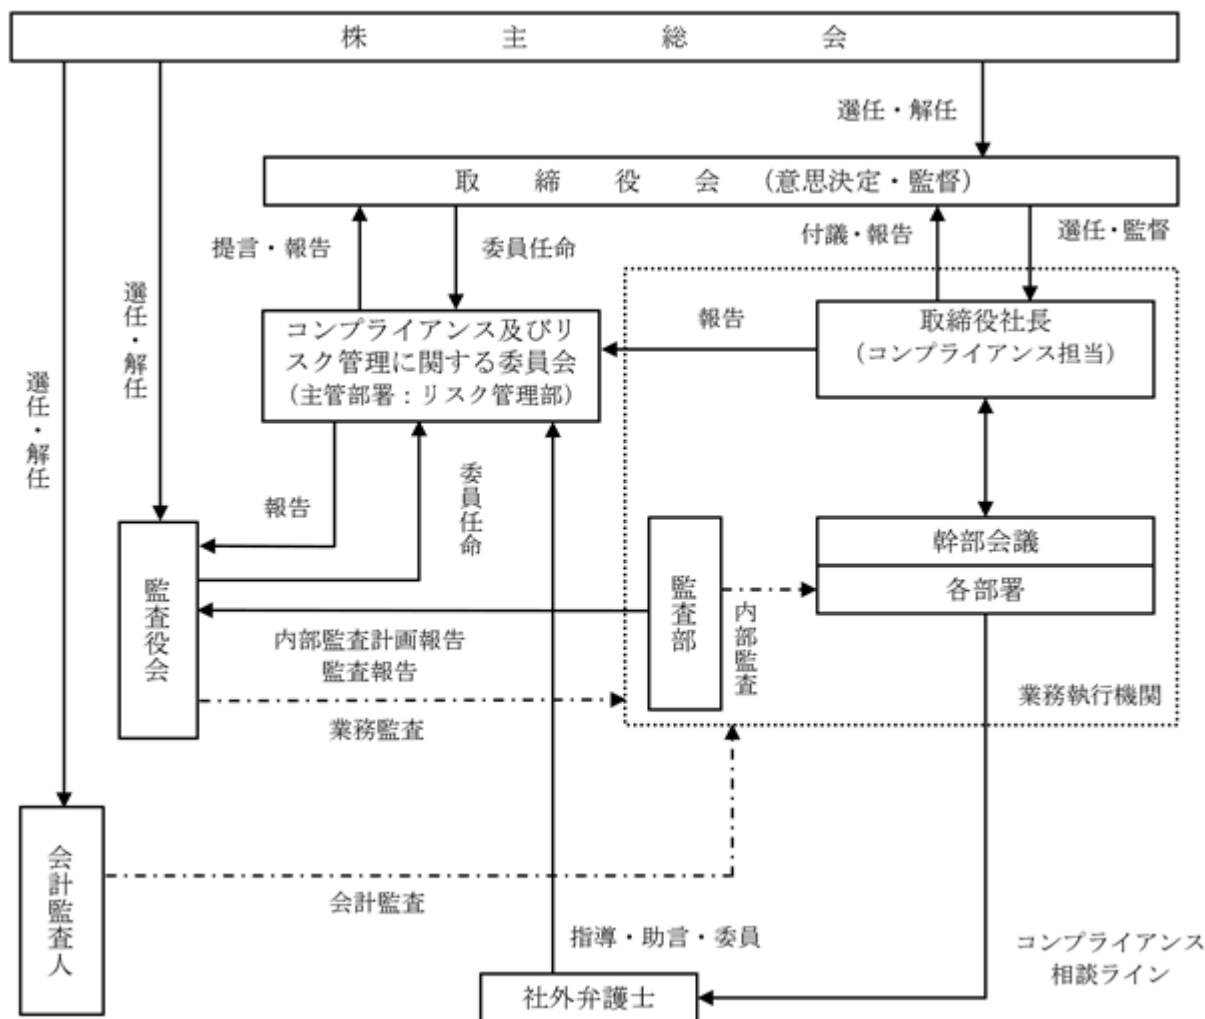 株主総会
選任・解任
取締役会 (意思決定・監督)
提言・報告
委員任命
付議・報告
選任・監督
選任・解任
選任・解任
コンプライアンス及びリ
スク管理に関する委員会
(主管部署：リスク管理部)
報告
取締役社長
(コンプライアンス担当)
報告
委員任命
監査役会
監査部
内部監査
幹部会議
各部署
内部監査計画報告
監査報告
業務監査
業務執行機関
会計監査人
会計監査
指導・助言・委員
コンプライアンス
相談ライン
社外弁護士